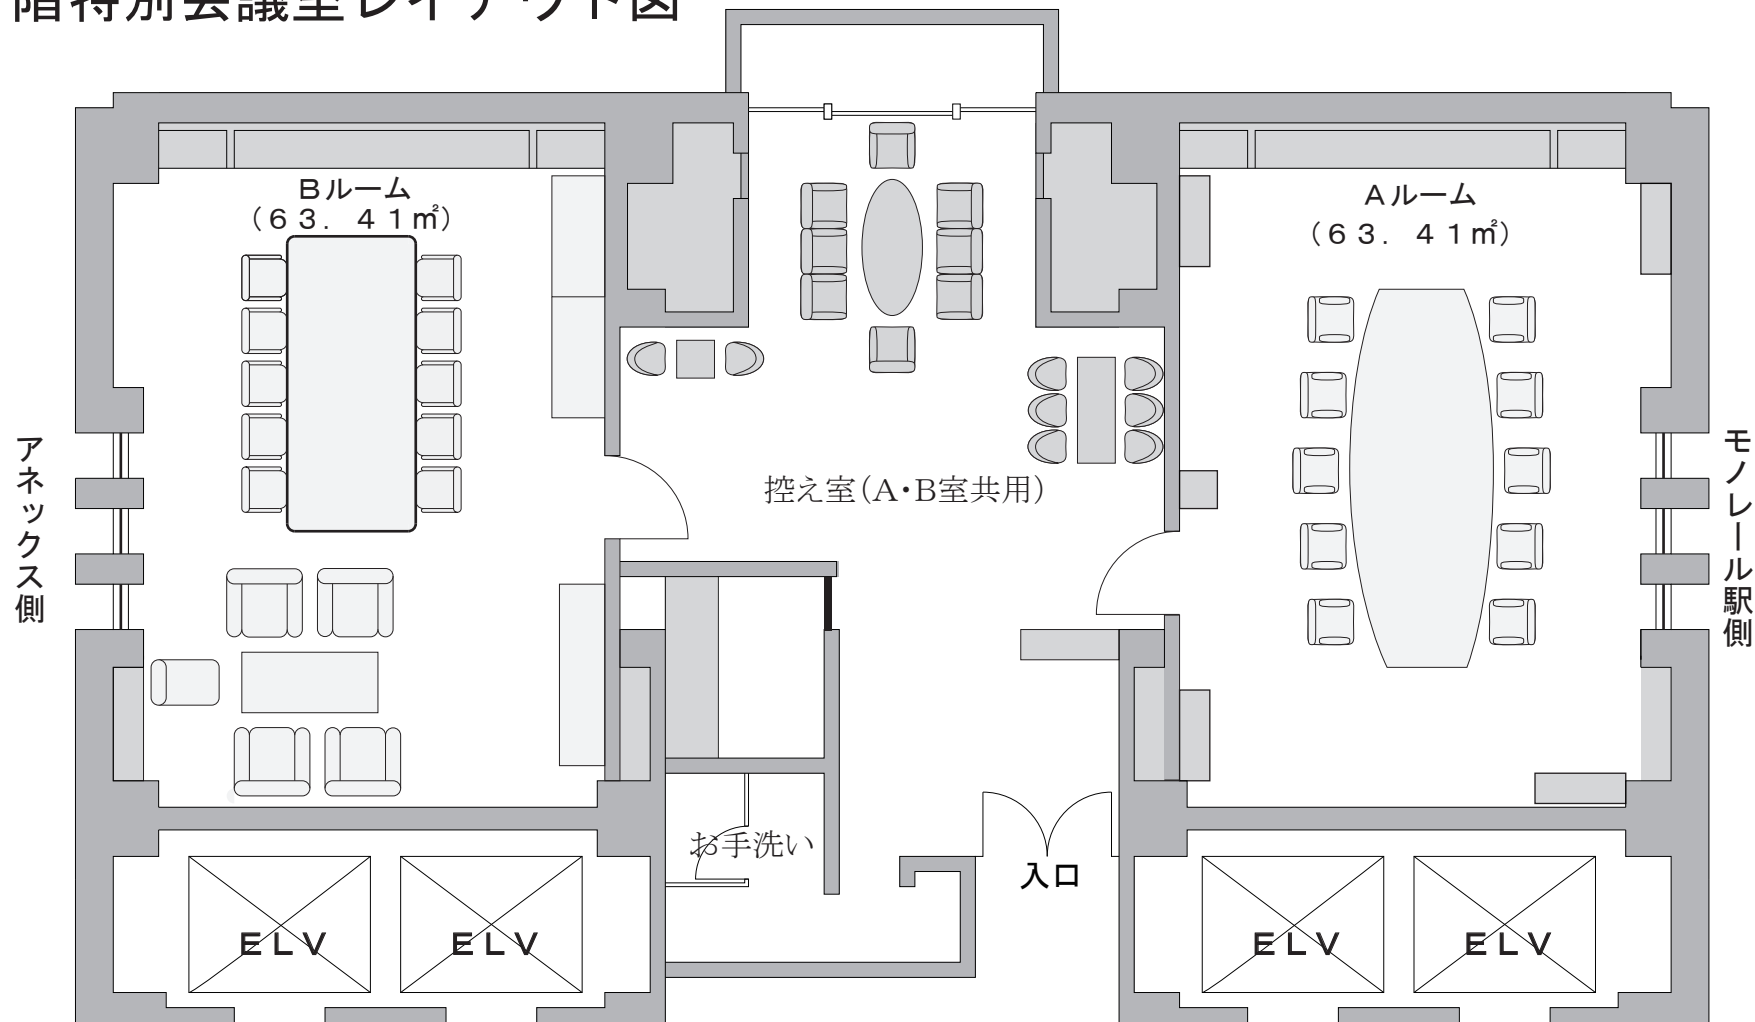 階特別会議室レイアウト図
Bルーム
（６３．４１㎡）
Aルーム
（６３．４１㎡）
アネックス側
モノレール駅側
控え室（A・B室共用）
お手洗い
入口
ＥＬＶ
ＥＬＶ
ＥＬＶ
ＥＬＶ